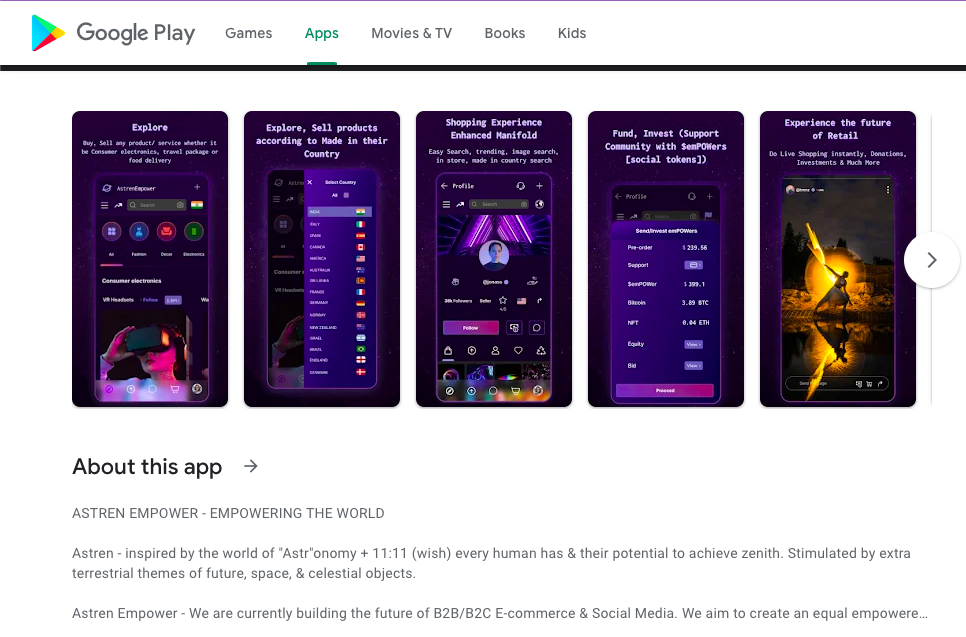 Google Play
Games
Apps
Movies & TV
Books
Kids
Explore
Buy, Sell any product/ service whether it
be Consumer electronics, travel package or
food delivery
AstrenEmpower
Search
All
Fashion
Decor
Electronics
Consumer electronics
VR Headsets
Follow
Explore, Sell products
according to Made in their
Country
Select Country
All
INDIA
ITALY
SPAIN
CANADA
AUSTRALIA
SRI LANKA
FRANCE
GERMANY
NORWAY
NEW ZEALAND
ISRAEL
BRAZIL
ENGLAND
DENMARK
Shopping Experience
Enhanced Manifold
Easy Search, trending, image search,
in store, made in country search
Profile
Search
Followers
Seller
4/5
Follow
Fund, Invest (Support
Community with $emPOWers
[social tokens])
Profile
Search
Send/Invest emPOWers
Pre-order
$ 239.56
Support
$emPOWer
$ 399.1
Bitcoin
3.89 BTC
NFT
0.04 ETH
Equity
View
Bid
View
Proceed
Experience the future
of Retail
Do Live Shopping instantly, Donations,
Investments & Much More
About this app
ASTREN EMPOWER - EMPOWERING THE WORLD
Astren - inspired by the world of "Astr"onomy + 11:11 (wish) every human has & their potential to achieve zenith. Stimulated by extra
terrestrial themes of future, space, & celestial objects.
Astren Empower - We are currently building the future of B2B/B2C E-commerce & Social Media. We aim to create an equal empowere…